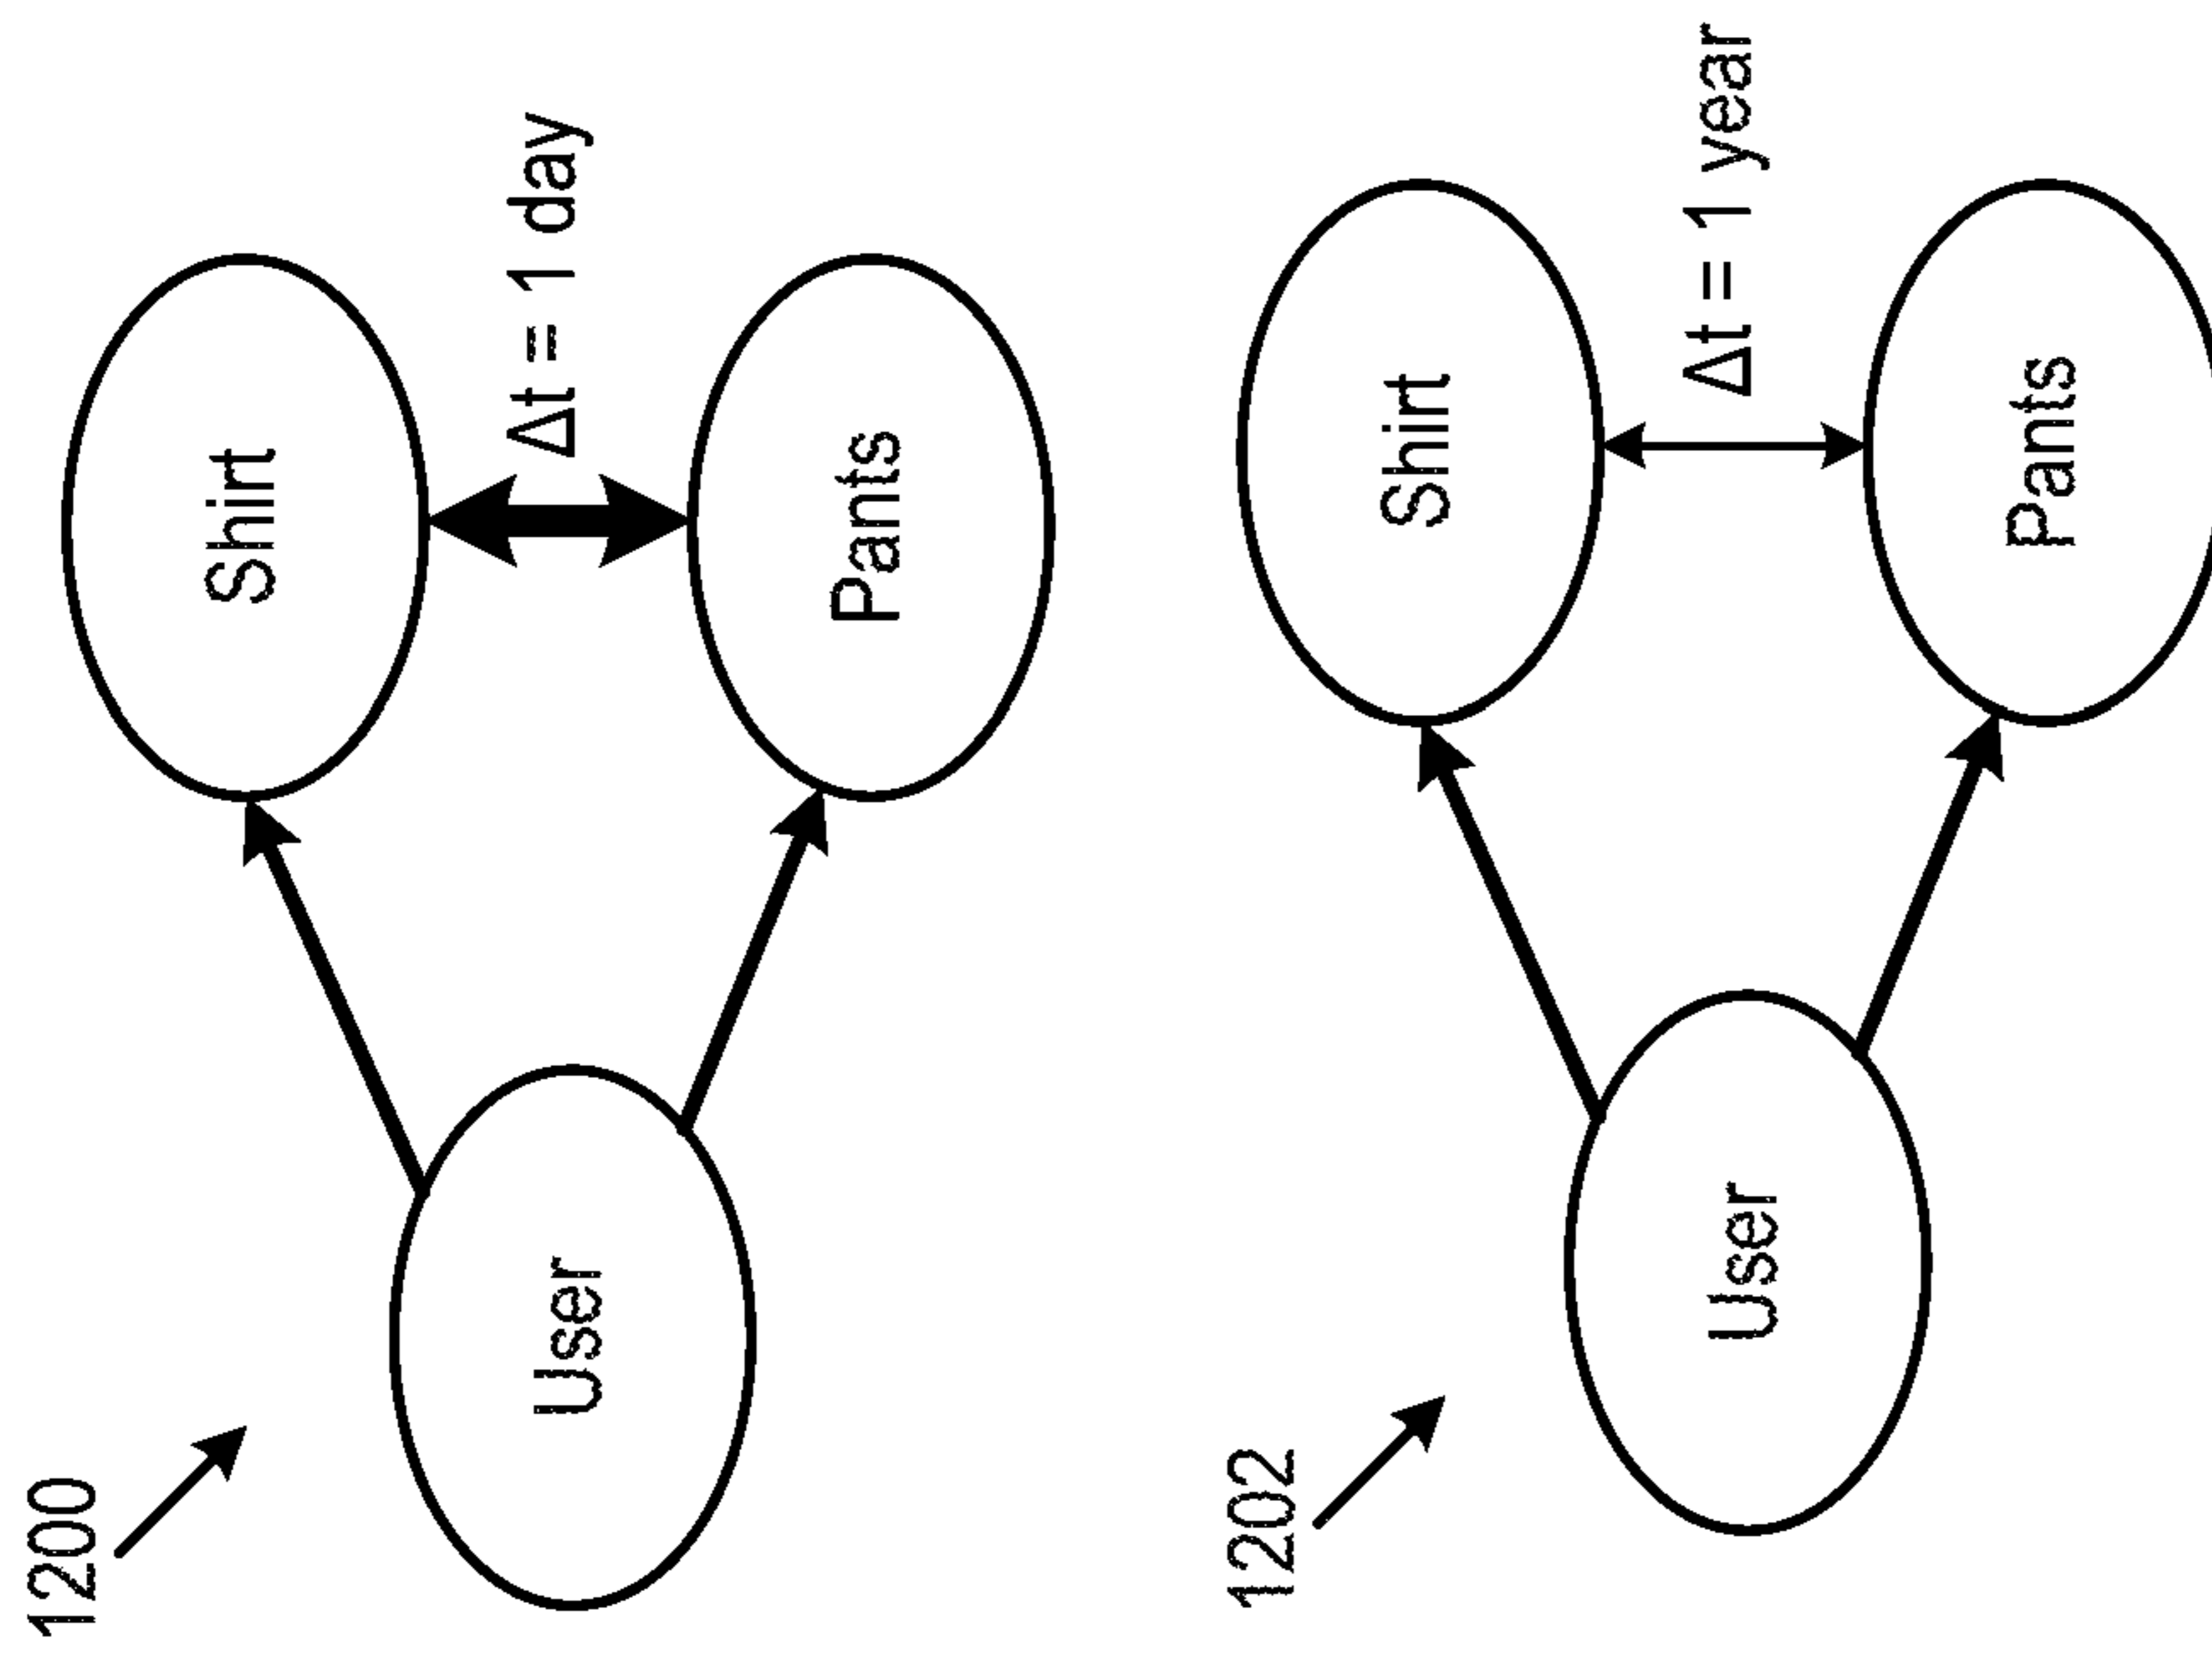 1200
User
Shirt
Δt = 1 day
Pants
1202
User
Shirt
Δt = 1 year
Pants